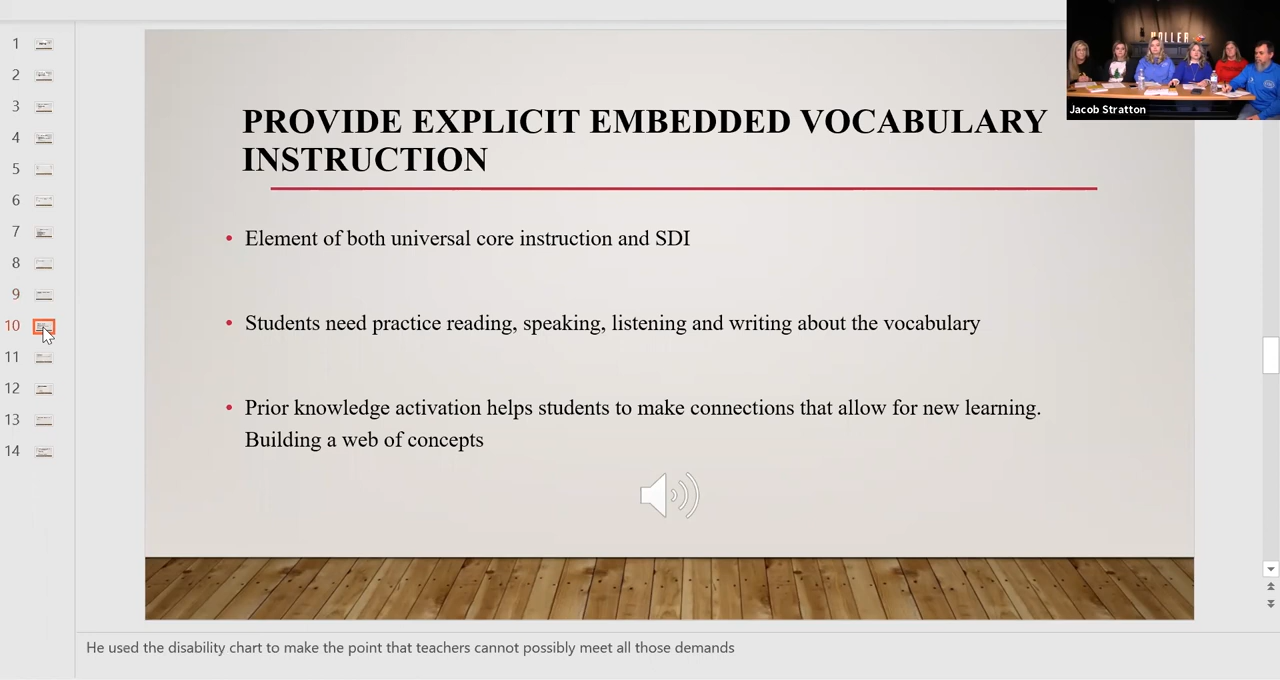 1
2
3
4
5
6
7
8
9
10
11
12
13
14
PROVIDE EXPLICIT EMBEDDED VOCABULARY
INSTRUCTION
• Element of both universal core instruction and SDI
• Students need practice reading, speaking, listening and writing about the vocabulary
• Prior knowledge activation helps students to make connections that allow for new learning.
Building a web of concepts
Jacob Stratton
He used the disability chart to make the point that teachers cannot possibly meet all those demands